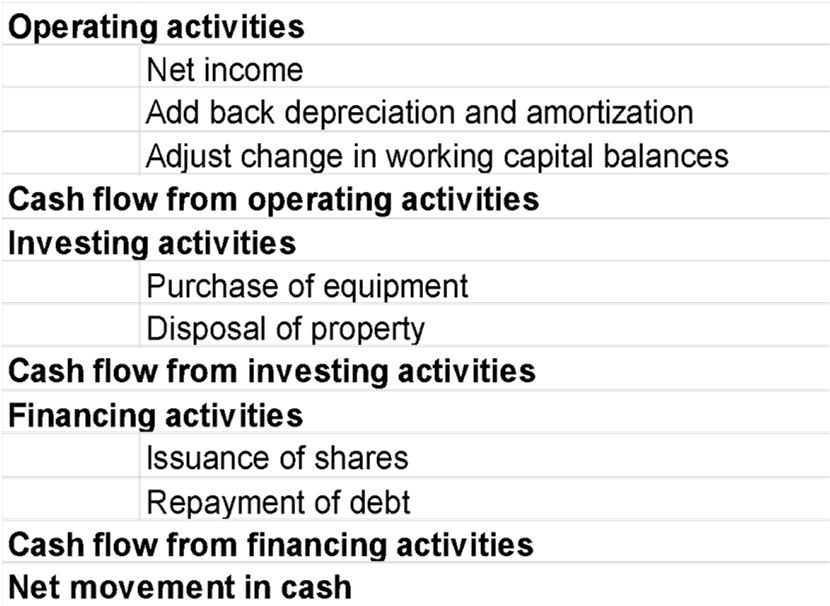 Operating activities
Net income
Add back depreciation and amortization
Adjust change in working capital balances
Cash flow from operating activities
Investing activities
Purchase of equipment
Disposal of property
Cash flow from investing activities
Financing activities
Issuance of shares
Repayment of debt
Cash flow from financing activities
Net movement in cash